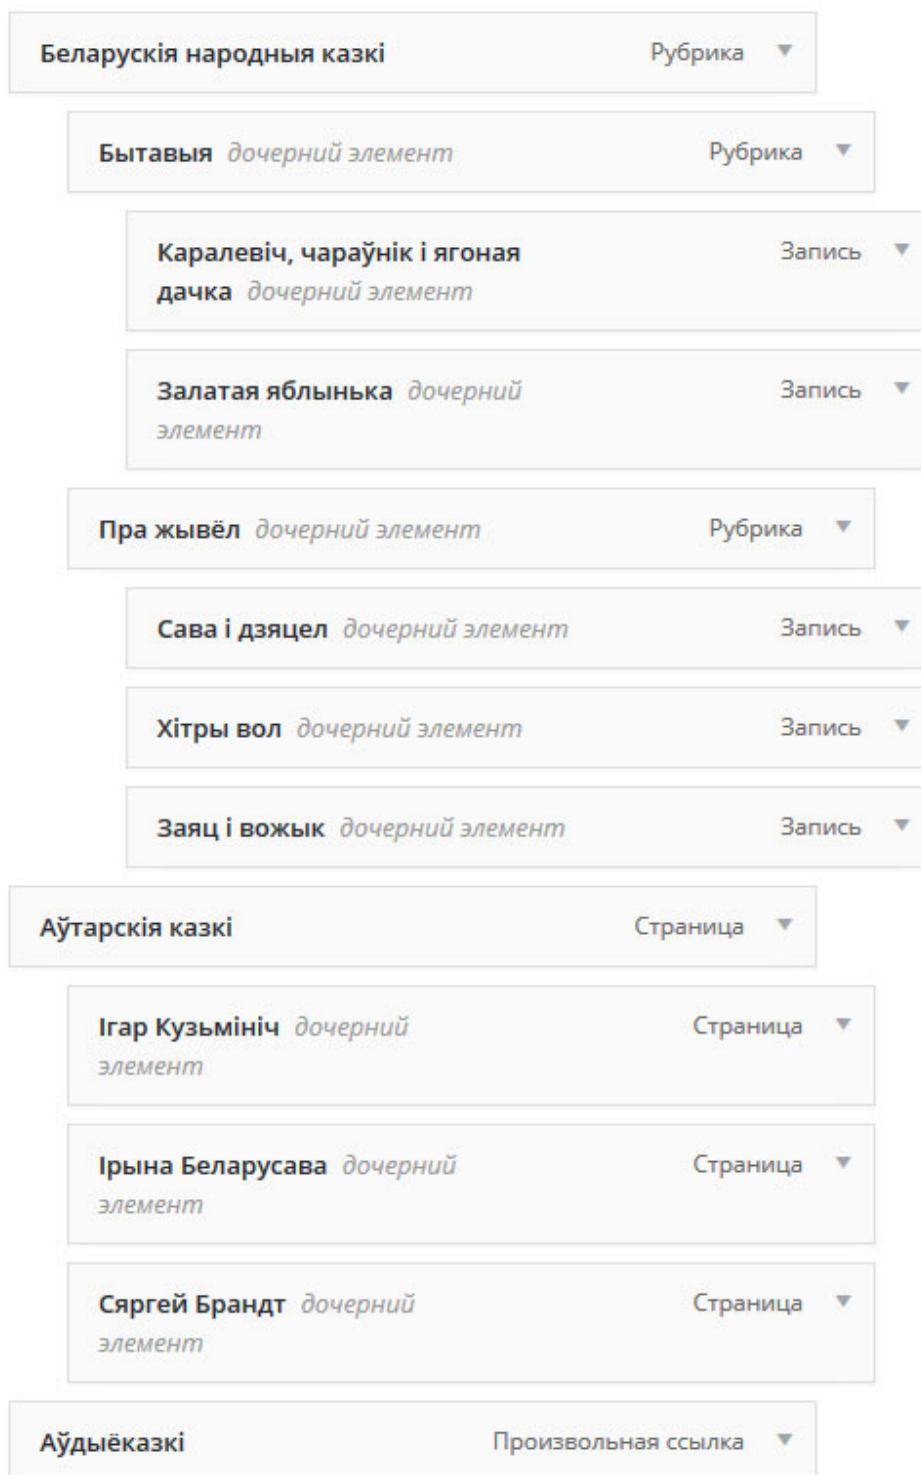 Беларускія народныя казкі Рубрика
Бытавыя дочерний элемент Рубрика
Каралевіч, чараўнік і ягоная Запись
дачка дочерний элемент
Залатая яблынька дочерний Запись
элемент
Пра жывёл дочерний элемент Рубрика
Сава і дзяцел дочерний элемент Запись
Хітры вол дочерний элемент Запись
Заяц і вожык дочерний элемент Запись
Аўтарскія казкі Страница
Ігар Кузьмініч дочерний Страница
элемент
Ірына Беларусава дочерний Страница
элемент
Сяргей Брандт дочерний Страница
элемент
Аўдыёказкі Произвольная ссылка